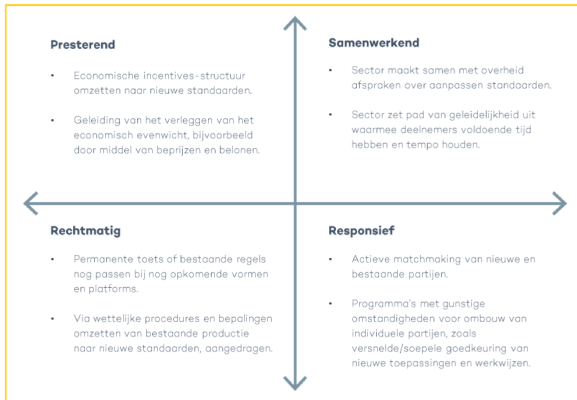 Presterend
• Economische incentives-structuur
omzetten naar nieuwe standaarden.
• Geleiding van het verleggen van het
economisch evenwicht, bijvoorbeeld
door middel van beprijzen en belonen.
Samenwerkend
• Sector maakt samen met overheid
afspraken over aanpassen standaarden.
• Sector zet pad van geleidelijkheid uit
waarmee deelnemers voldoende tijd
hebben en tempo houden.
Rechtmatig
• Permanente toets of bestaande regels
nog passen bij nog opkomende vormen
en platforms.
• Via wettelijke procedures en bepalingen
omzetten van bestaande productie
naar nieuwe standaarden, aangedragen.
Responsief
• Actieve matchmaking van nieuwe en
bestaande partijen.
• Programma's met gunstige
omstandigheden voor ombouw van
individuele partijen, zoals
versnelde/soepele goedkeuring van
nieuwe toepassingen en werkwijzen.